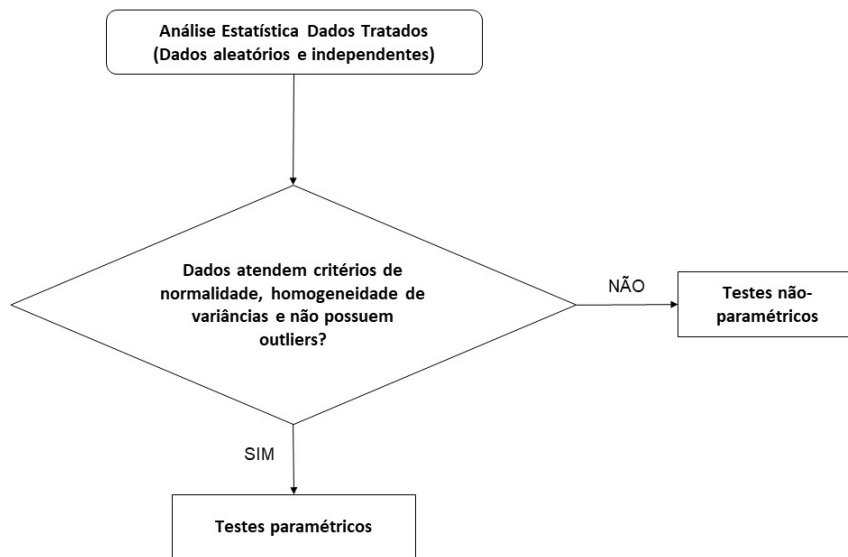 Análise Estatística Dados Tratados
(Dados aleatórios e independentes)
Dados atendem critérios de
normalidade, homogeneidade de
variâncias e não possuem
outliers?
NÃO
Testes não-
paramétricos
SIM
Testes paramétricos